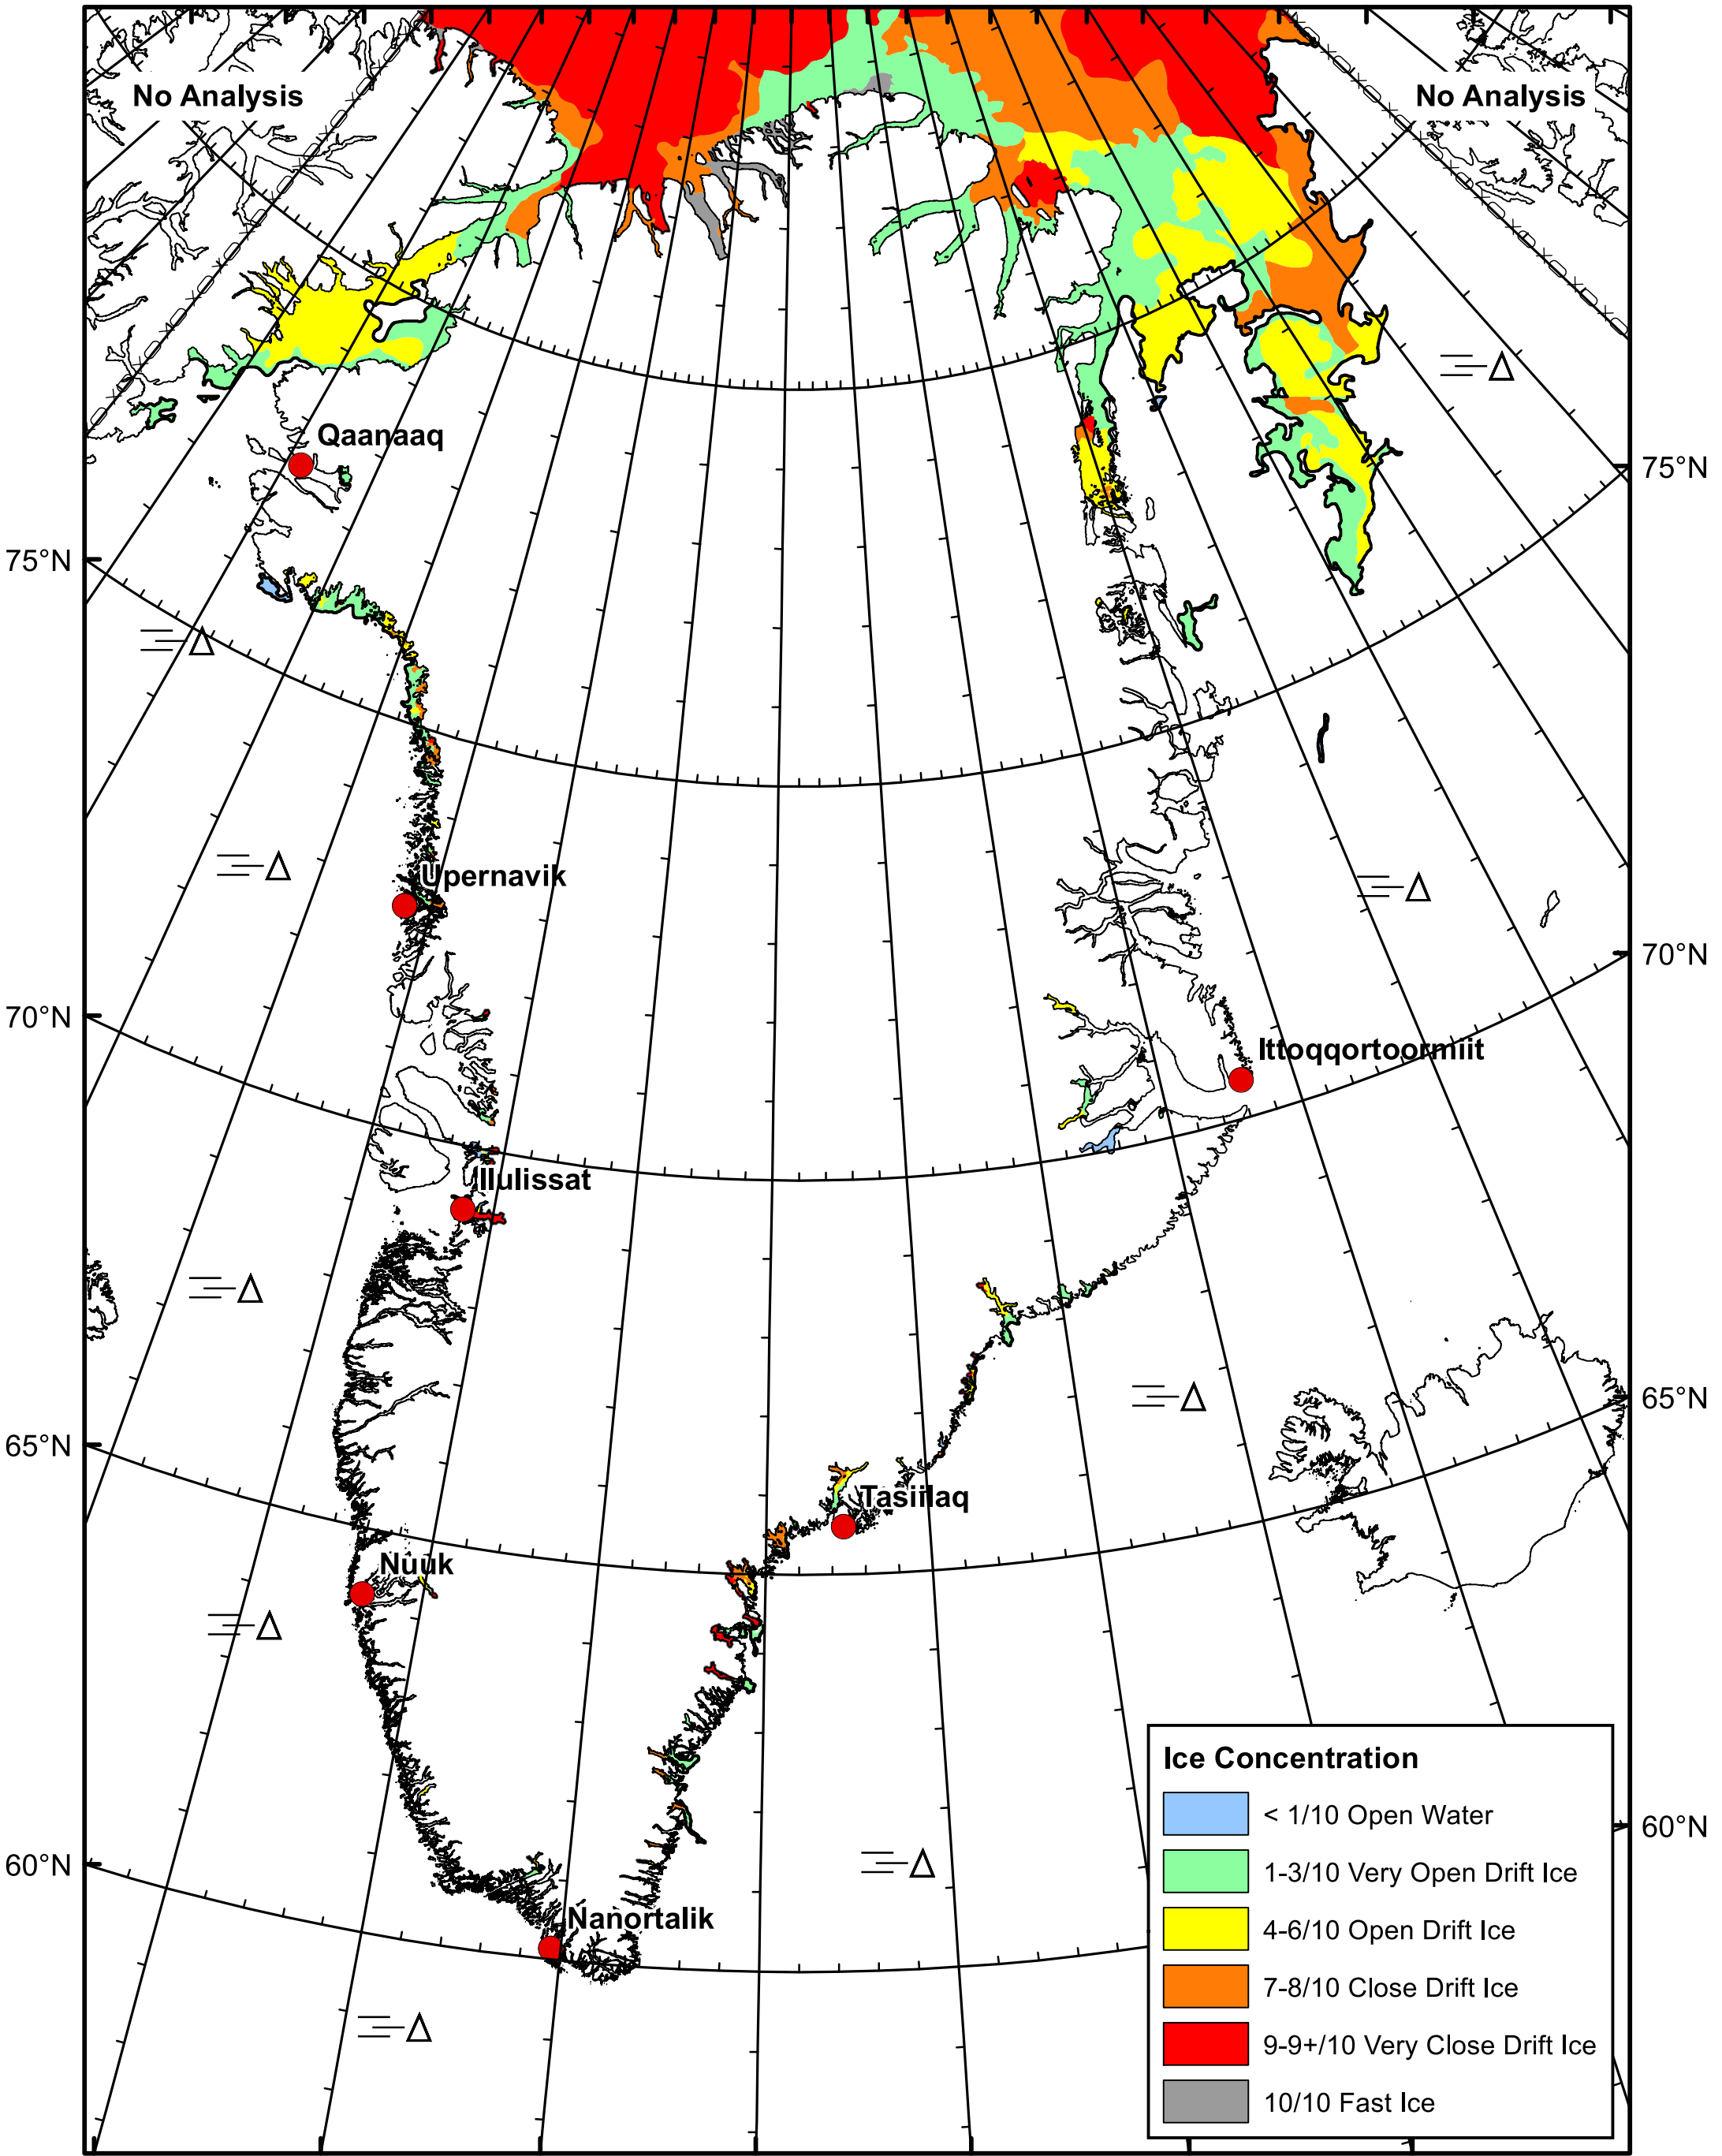 No Analysis
No Analysis
Qaanaaq
75°N
75°N
Upernavik
70°N
70°N
Ittoqqortoormiit
Illulissat
65°N
65°N
Tasiilaq
Nuuk
Ice Concentration
< 1/10 Open Water
1-3/10 Very Open Drift Ice
4-6/10 Open Drift Ice
7-8/10 Close Drift Ice
9-9+/10 Very Close Drift Ice
10/10 Fast Ice
60°N
60°N
Nanortalik